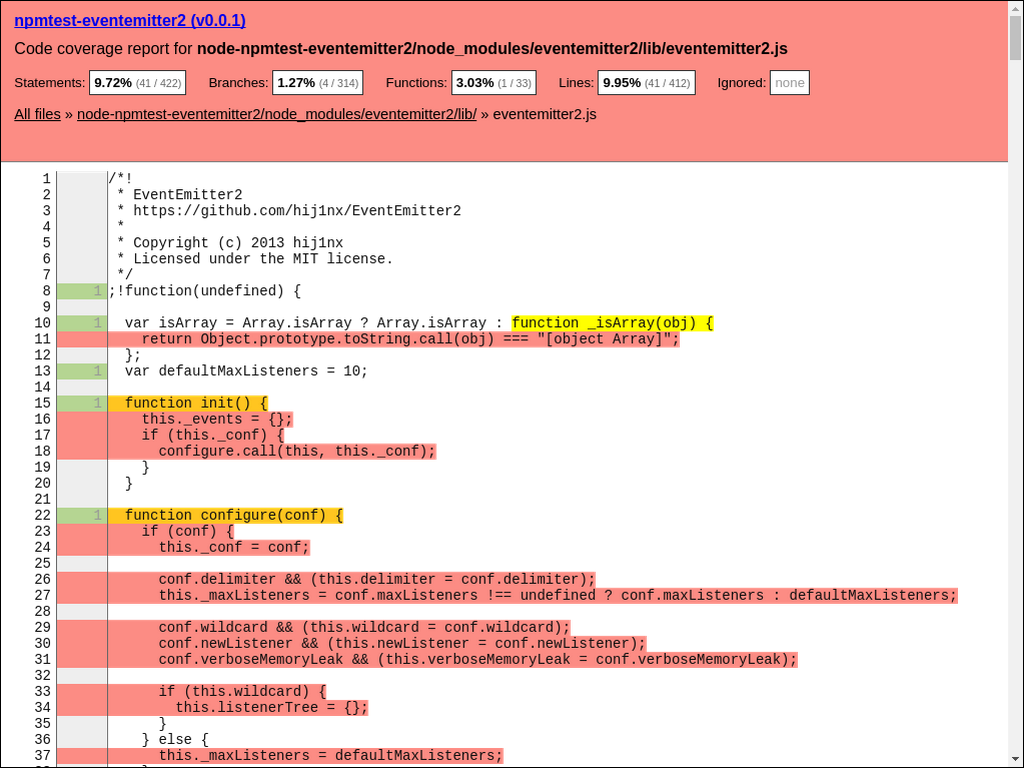 npmtest-eventemitter2 (v0.0.1)
Code coverage report for node-npmtest-eventemitter2/node_modules/eventemitter2/lib/eventemitter2.js
Statements: 9.72% (41 / 422) Branches: 1.27% (4 / 314) Functions: 3.03% (1 / 33) Lines: 9.95% (41 / 412) Ignored: none
All files » node-npmtest-eventemitter2/node_modules/eventemitter2/lib/ » eventemitter2.js
1 /*!
2  * EventEmitter2
3  * https://github.com/hij1nx/EventEmitter2
4  *
5  * Copyright (c) 2013 hij1nx
6  * Licensed under the MIT license.
7  */
8 1 ;!function(undefined) {
9
10 1   var isArray = Array.isArray ? Array.isArray : function _isArray(obj) {
11     return Object.prototype.toString.call(obj) === "[object Array]";
12   };
13 1   var defaultMaxListeners = 10;
14
15 1   function init() {
16     this._events = {};
17     if (this._conf) {
18       configure.call(this, this._conf);
19     }
20   }
21
22 1   function configure(conf) {
23     if (conf) {
24       this._conf = conf;
25
26       conf.delimiter && (this.delimiter = conf.delimiter);
27       this._maxListeners = conf.maxListeners !== undefined ? conf.maxListeners : defaultMaxListeners;
28
29       conf.wildcard && (this.wildcard = conf.wildcard);
30       conf.newListener && (this.newListener = conf.newListener);
31       conf.verboseMemoryLeak && (this.verboseMemoryLeak = conf.verboseMemoryLeak);
32
33       if (this.wildcard) {
34         this.listenerTree = {};
35       }
36     } else {
37       this._maxListeners = defaultMaxListeners;